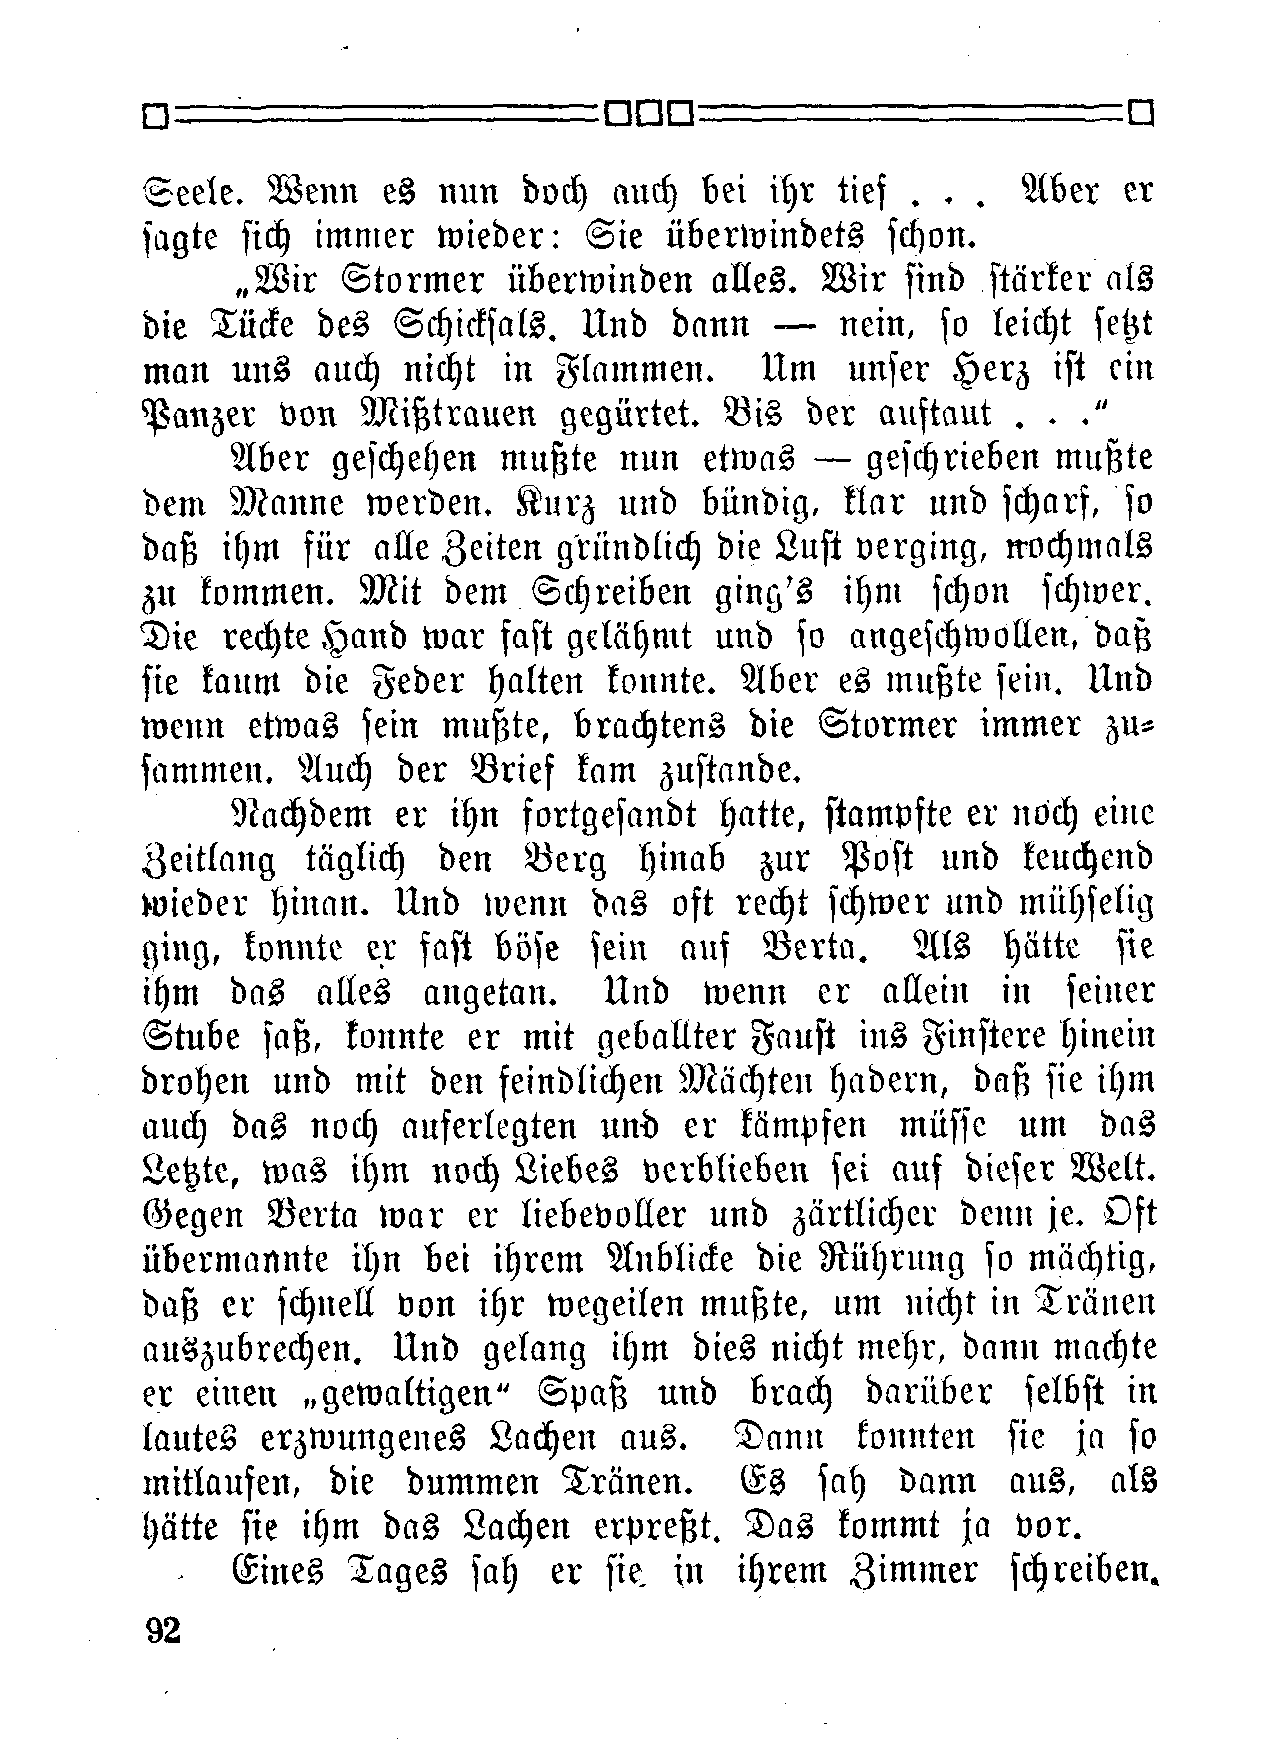 Seele. Wenn es nun doch auch bei ihr tief . . . Aber er
sagte sich immer wieder: Sie überwindets schon.
„Wir Stormer überwinden alles. Wir sind stärker als
die Tücke des Schicksals. Und dann — nein, so leicht setzt
man uns auch nicht in Flammen. Um unser Herz ist ein
Panzer von Mißtrauen gegürtet. Bis der auftaut . . .“
Aber geschehen mußte nun etwas — geschrieben mußte
dem Manne werden. Kurz und bündig, klar und scharf, so
daß ihm für alle Zeiten gründlich die Lust verging, nochmals
zu kommen. Mit dem Schreiben ging's ihm schon schwer.
Die rechte Hand war fast gelähmt und so angeschwollen, daß
sie kaum die Feder halten konnte. Aber es mußte sein. Und
wenn etwas sein mußte, brachtens die Stormer immer zu-
sammen. Auch der Brief kam zustande.
Nachdem er ihn fortgesandt hatte, stampfte er noch eine
Zeitlang täglich den Berg hinab zur Post und keuchend
wieder hinan. Und wenn das oft recht schwer und mühselig
ging, konnte er fast böse sein auf Berta. Als hätte sie
ihm das alles angetan. Und wenn er allein in seiner
Stube saß, konnte er mit geballter Faust ins Finstere hinein
drohen und mit den feindlichen Mächten hadern, daß sie ihm
auch das noch auferlegten und er kämpfen müsse um das
Letzte, was ihm noch Liebes verblieben sei auf dieser Welt.
Gegen Berta war er liebevoller und zärtlicher denn je. Oft
übermannte ihn bei ihrem Anblicke die Rührung so mächtig,
daß er schnell von ihr wegeilen mußte, um nicht in Tränen
auszubrechen. Und gelang ihm dies nicht mehr, dann machte
er einen „gewaltigen“ Spaß und brach darüber selbst in
lautes erzwungenes Lachen aus. Dann konnten sie ja so
mitlaufen, die dummen Tränen. Es sah dann aus, als
hätte sie ihm das Lachen erpreßt. Das kommt ja vor.
Eines Tages sah er sie in ihrem Zimmer schreiben.
92